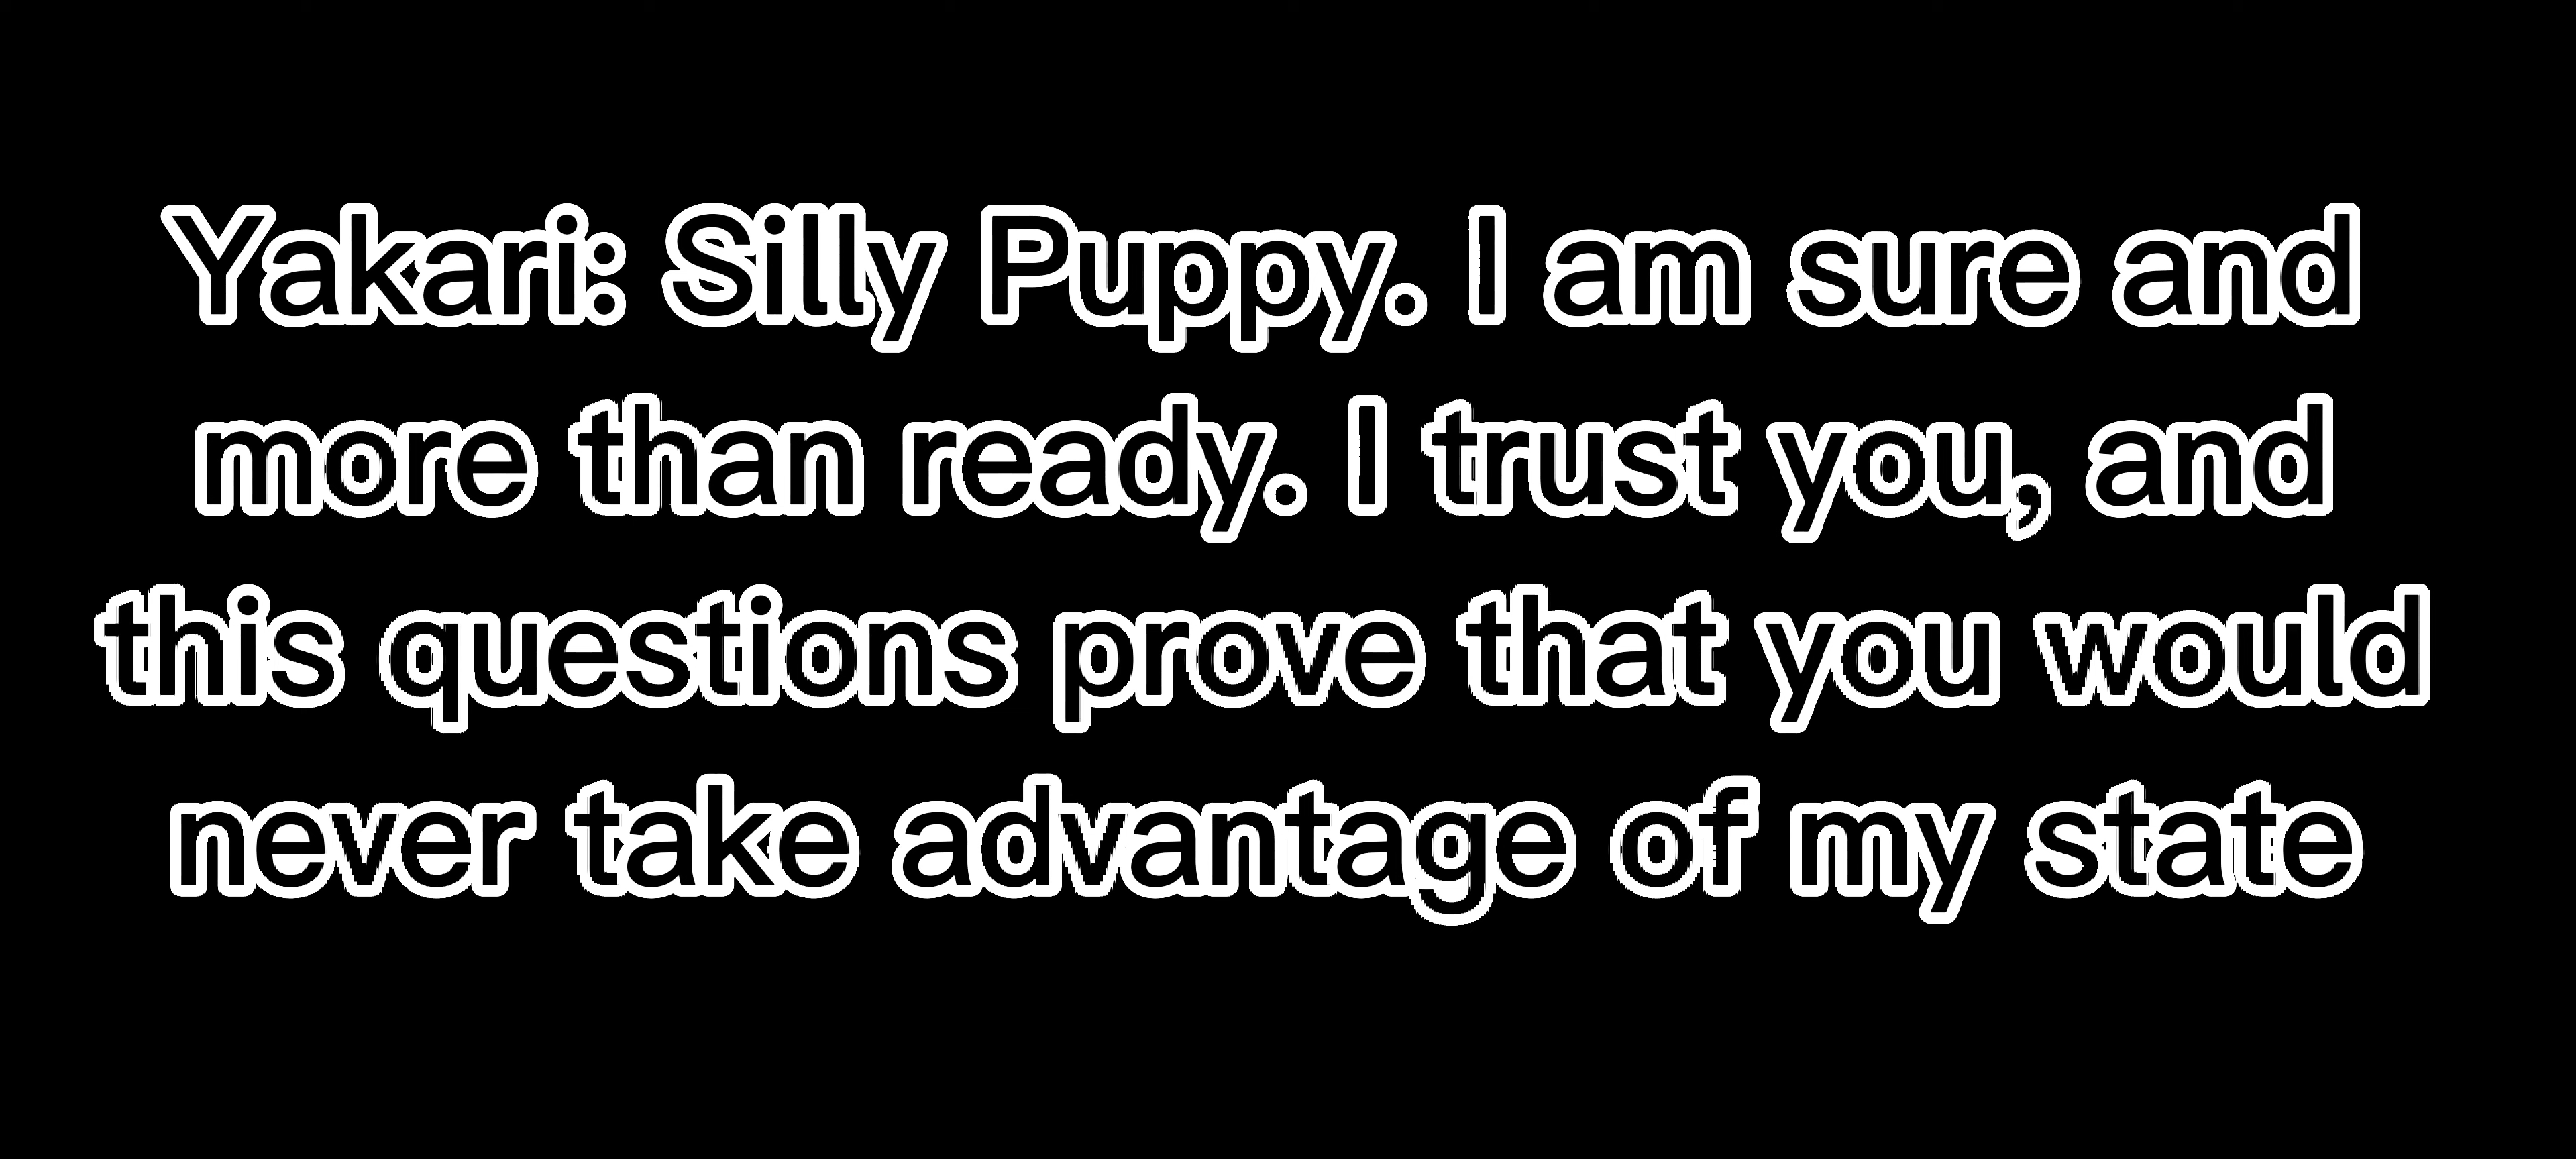 Yakari: Silly Puppy. I am sure and
more than ready. I trust you, and
this questions prove that you would
never take advantage of my state